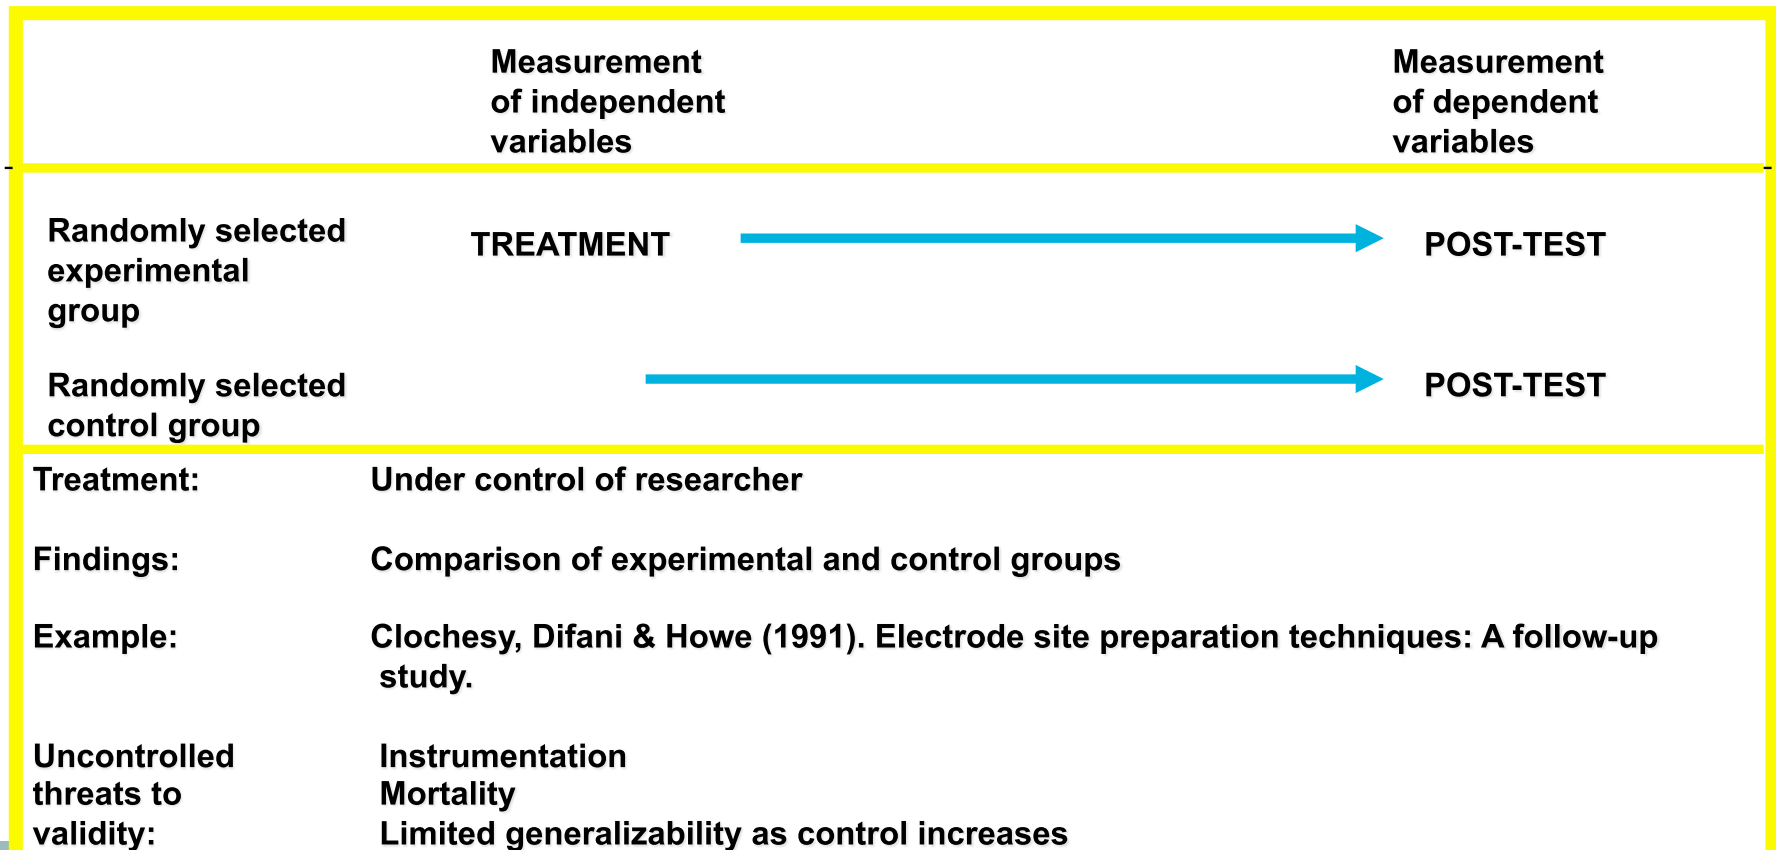 Measurement
of independent
variables
Measurement
of dependent
variables
-
-
Randomly selected
experimental
group
TREATMENT
POST-TEST
Randomly selected
control group
POST-TEST
Treatment: Under control of researcher
Findings: Comparison of experimental and control groups
Example: Clochesy, Difani & Howe (1991). Electrode site preparation techniques: A follow-up
study.
Uncontrolled Instrumentation
threats to Mortality
validity: Limited generalizability as control increases